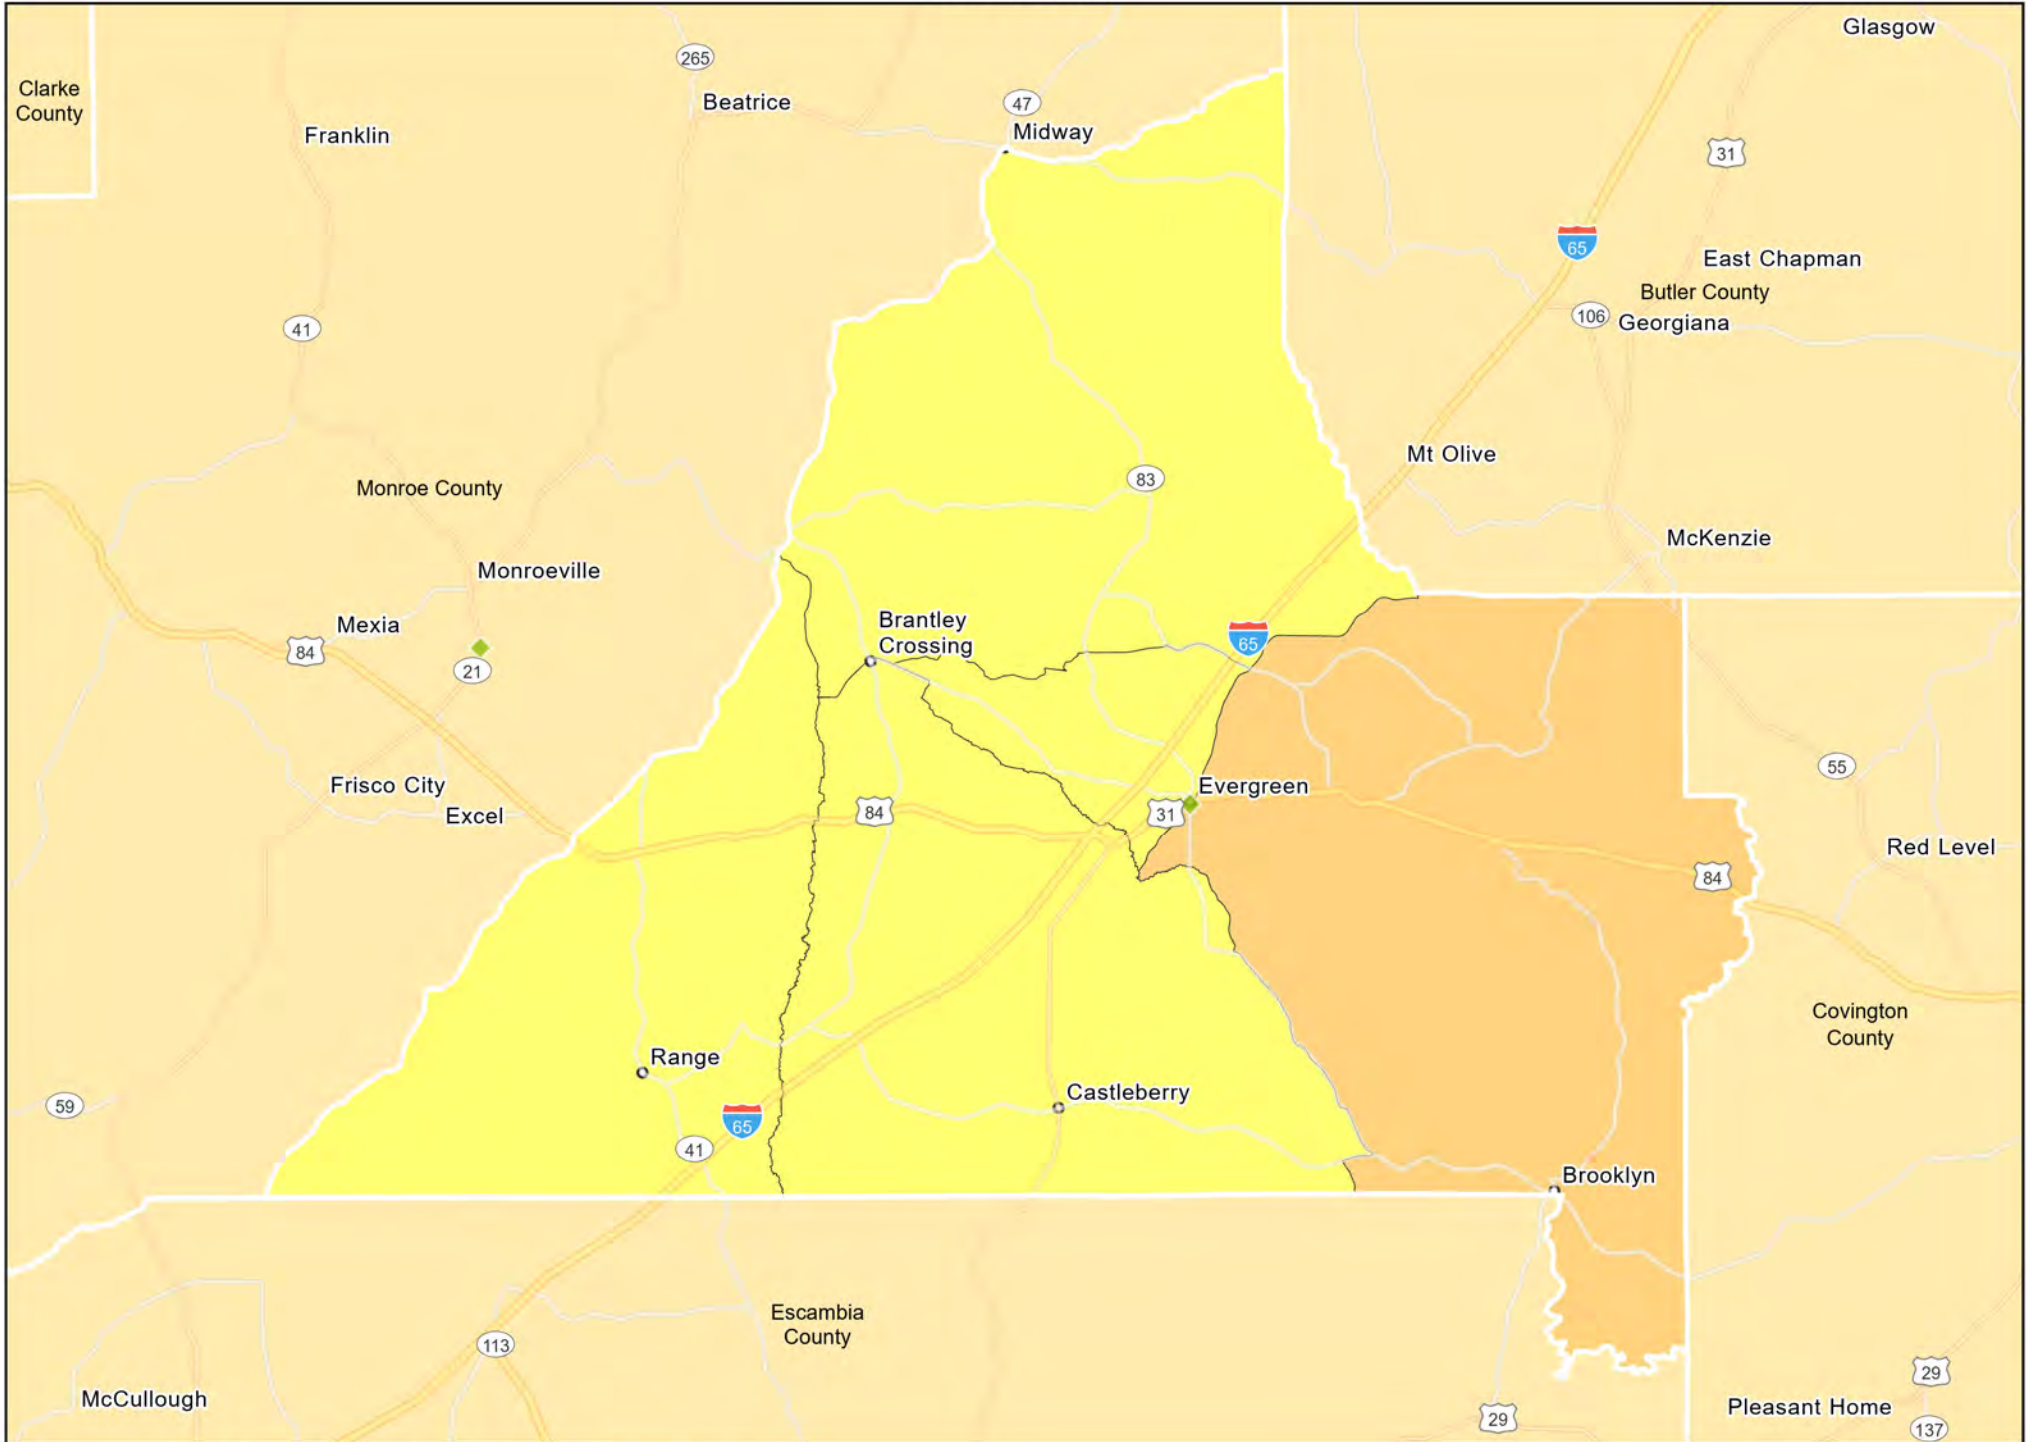 Glasgow
265
Clarke
County
Beatrice
47
Midway
Franklin
31
65
East Chapman
Butler County
106
Georgiana
41
Mt Olive
83
Monroe County
McKenzie
Monroeville
Mexia
Brantley
Crossing
84
65
21
55
Frisco City
Evergreen
Excel
84
31
Red Level
84
Covington
County
Range
Castleberry
59
65
41
Brooklyn
Escambia
County
113
29
McCullough
Pleasant Home
29
137